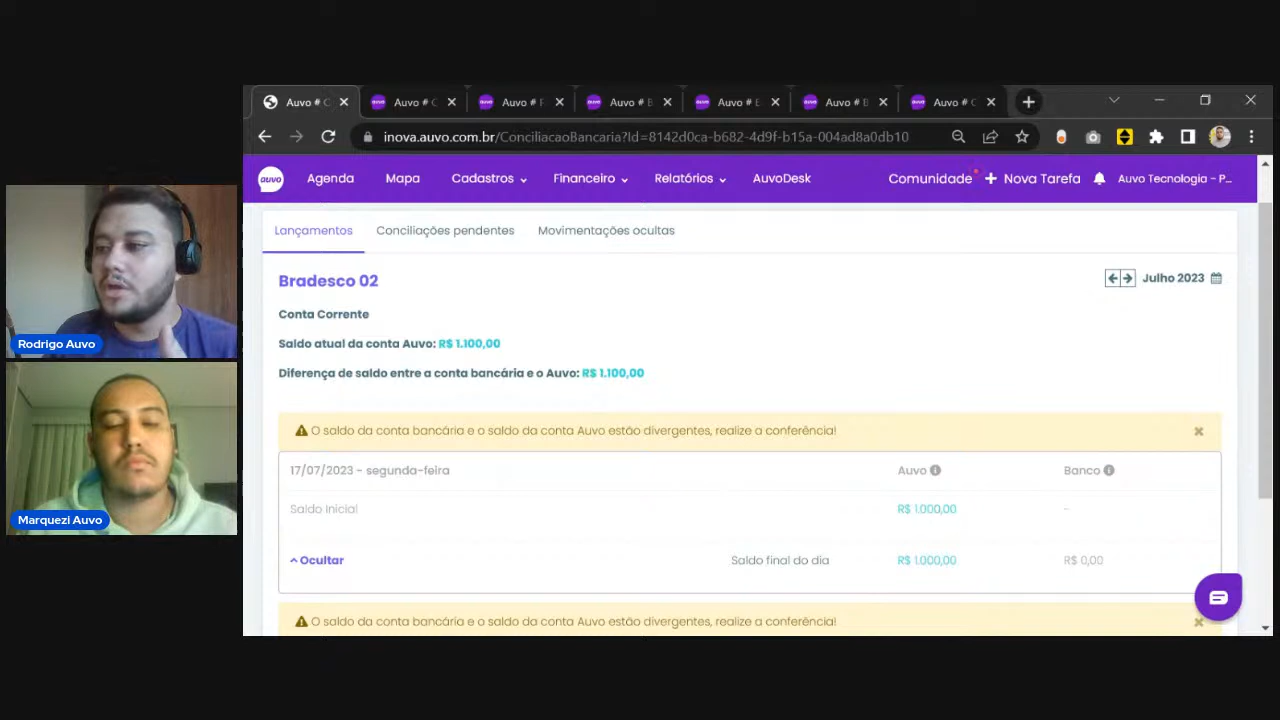 Auvo # C
Auvo # C
Auvo # F
Auvo # B
Auvo # E
Auvo # B
Auvo # C
inova.auvo.com.br/ConciliacaoBancaria?Id=8142d0ca-b682-4d9f-b15a-004ad8a0db10
auvo
Agenda
Mapa
Cadastros
Financeiro
Relatórios
AuvoDesk
Comunidade
Nova Tarefa
Auvo Tecnologia - P...
Lançamentos
Conciliações pendentes
Movimentações ocultas
Bradesco 02
Julho 2023
Conta Corrente
Saldo atual da conta Auvo: R$ 1.100,00
Diferença de saldo entre a conta bancária e o Auvo: R$ 1.100,00
O saldo da conta bancária e o saldo da conta Auvo estão divergentes, realize a conferência!
17/07/2023 - segunda-feira
Auvo
Banco
Saldo Inicial
R$ 1.000,00
-
Ocultar
Saldo final do dia
R$ 1.000,00
R$ 0,00
O saldo da conta bancária e o saldo da conta Auvo estão divergentes, realize a conferência!
Rodrigo Auvo
Marquezi Auvo